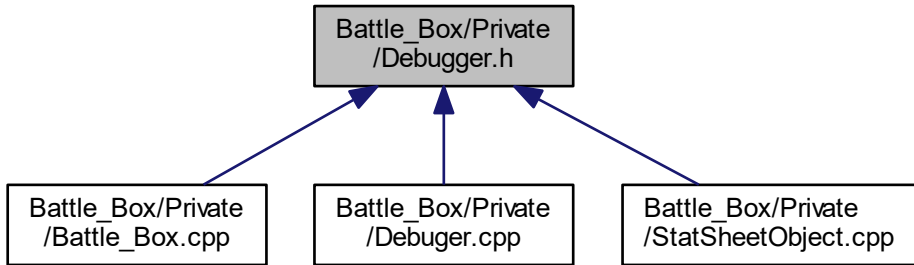 Battle_Box/Private
/Debugger.h
Battle_Box/Private
/Battle_Box.cpp
Battle_Box/Private
/Debuger.cpp
Battle_Box/Private
/StatSheetObject.cpp